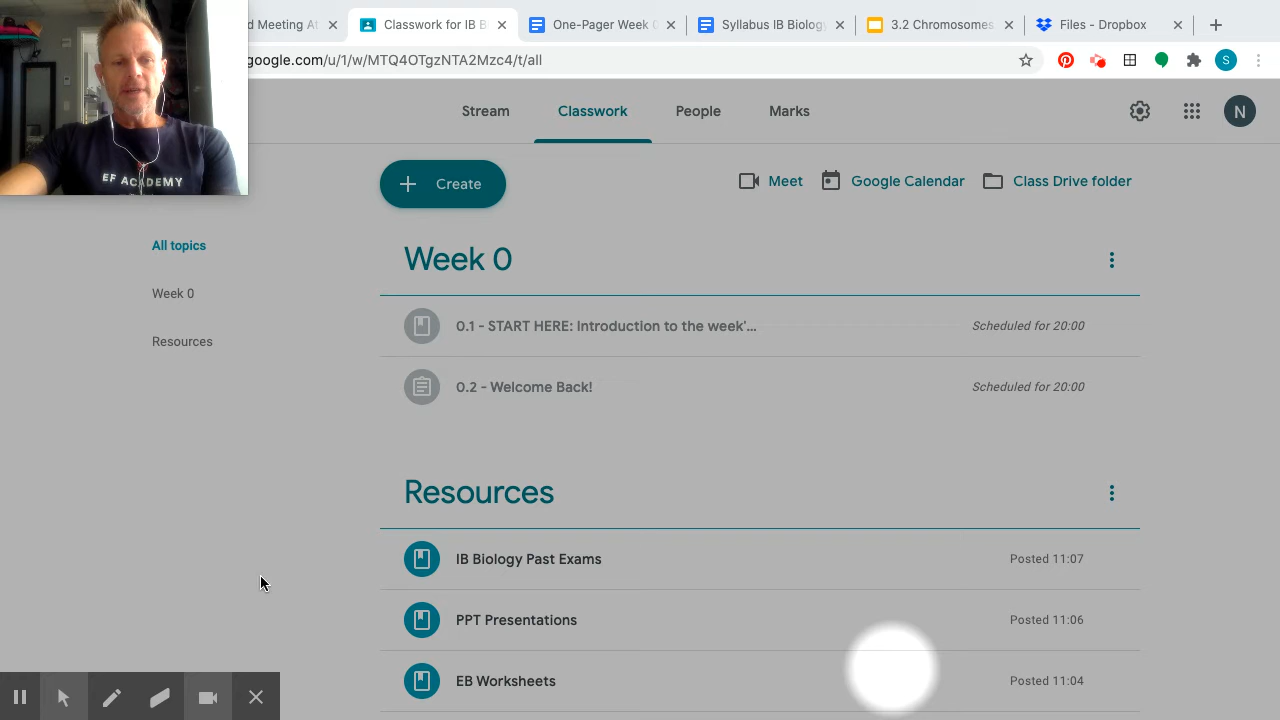 d Meeting At
Classwork for IB B
One-Pager Week 0
Syllabus IB Biology
3.2 Chromosomes.
Files - Dropbox
google.com/u/1/w/MTQ4OTgzNTA2Mzc4/t/all
S
Stream
Classwork
People
Marks
N
EF ACADEMY
Create
Meet
Google Calendar
Class Drive folder
All topics
Week 0
Resources
Week 0
0.1 - START HERE: Introduction to the week'...
Scheduled for 20:00
0.2 - Welcome Back!
Scheduled for 20:00
Resources
IB Biology Past Exams
Posted 11:07
PPT Presentations
Posted 11:06
EB Worksheets
Posted 11:04